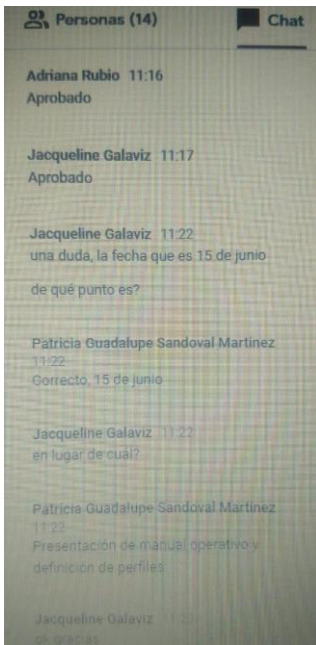 Personas (14)
Chat
Adriana Rubio 11:16
Aprobado
Jacqueline Galaviz 11:17
Aprobado
Jacqueline Galaviz 11:22
una duda, la fecha que es 15 de junio
de qué punto es?
Patricia Guadalupe Sandoval Martinez
11:22
Correcto, 15 de junio
Jacqueline Galaviz 11:22
en lugar de cuál?
Patricia Guadalupe Sandoval Martinez
11:22
Presentación de manual operativo y
definición de perfiles
Jacqueline Galaviz
ok gracias